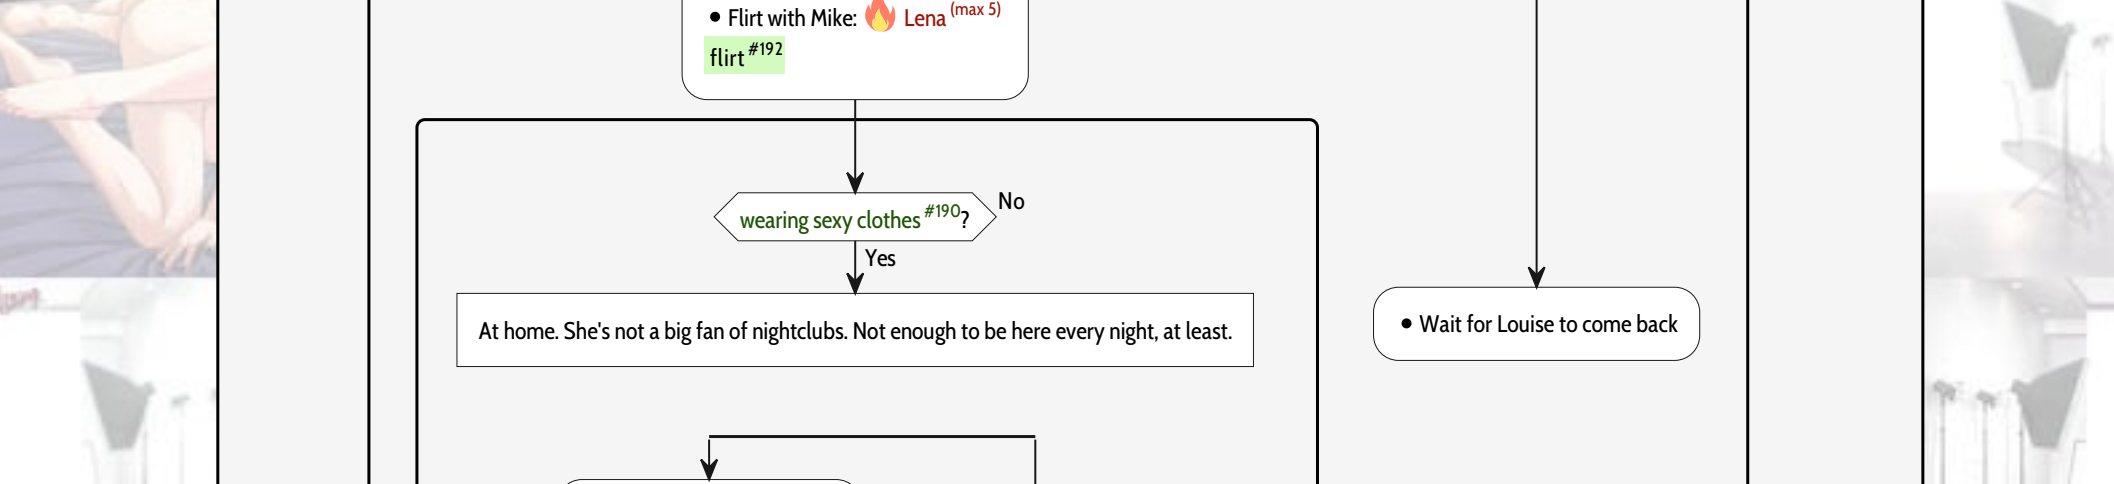 • Flirt with Mike: 🔥 Lena (max 5)
flirt #192
wearing sexy clothes #190?
No
Yes
At home. She's not a big fan of nightclubs. Not enough to be here every night, at least.
• Wait for Louise to come back